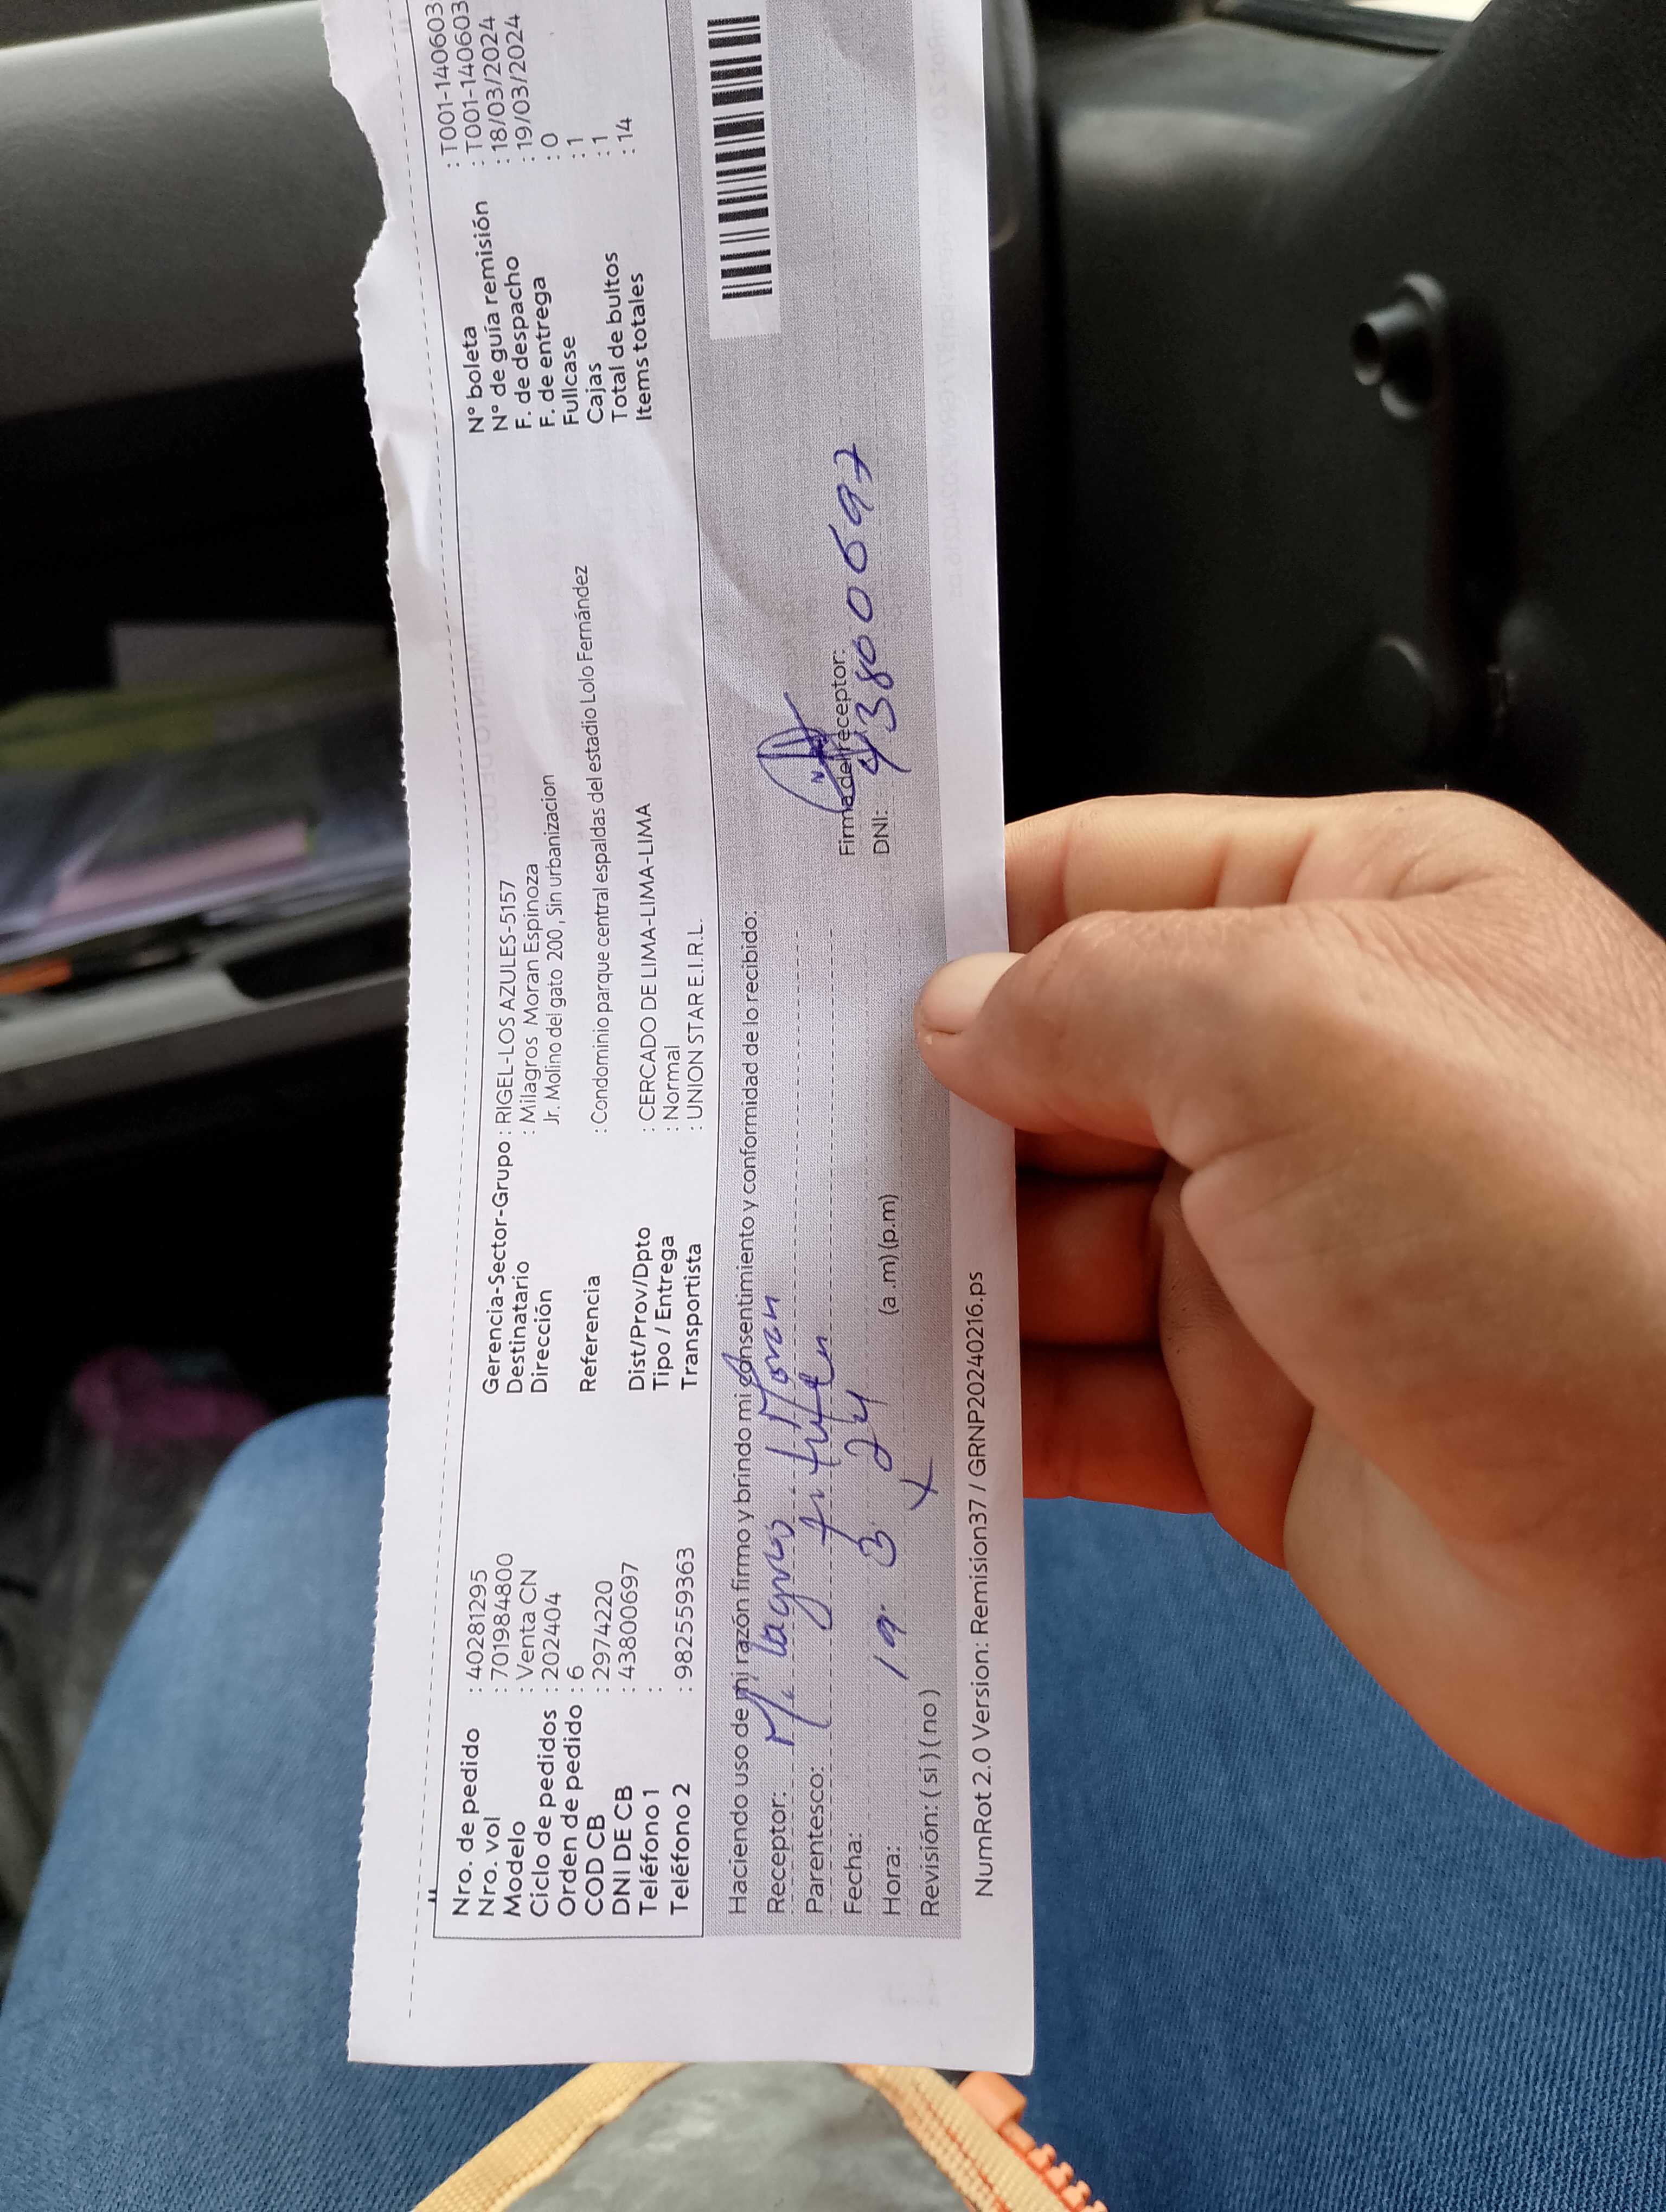 Nro. de pedido : 40281295
Nro. vol : 701984800
Modelo : Venta CN
Ciclo de pedidos : 202404
Orden de pedido : 6
COD CB : 29742220
DNI DE CB : 43800697
Teléfono 1 :
Teléfono 2 : 982559363
Gerencia-Sector-Grupo : RIGEL-LOS AZULES-5157
Destinatario : Milagros Moran Espinoza
Dirección Jr. Molino del gato 200 , Sin urbanizacion
Referencia : Condominio parque central espaldas del estadio Lolo Fernández
Dist/Prov/Dpto : CERCADO DE LIMA-LIMA-LIMA
Tipo / Entrega : Normal
Transportista : UNION STAR E.I.R.L.
N° boleta : T001-140603
N° de guía remisión : T001-140603
F. de despacho : 18/03/2024
F. de entrega : 19/03/2024
Fullcase : 0
Cajas : 1
Total de bultos : 1
Items totales : 14
Haciendo uso de mi razón firmo y brindo mi consentimiento y conformidad de lo recibido:
Receptor: Milagros Moran
Parentesco: titular
Fecha: 19 3 24
Hora: (a .m) (p.m)
Revisión: ( si ) ( no )
Firma del receptor:
DNI: 43800697
NumRot 2.0 Version: Remision37 / GRNP20240216.ps